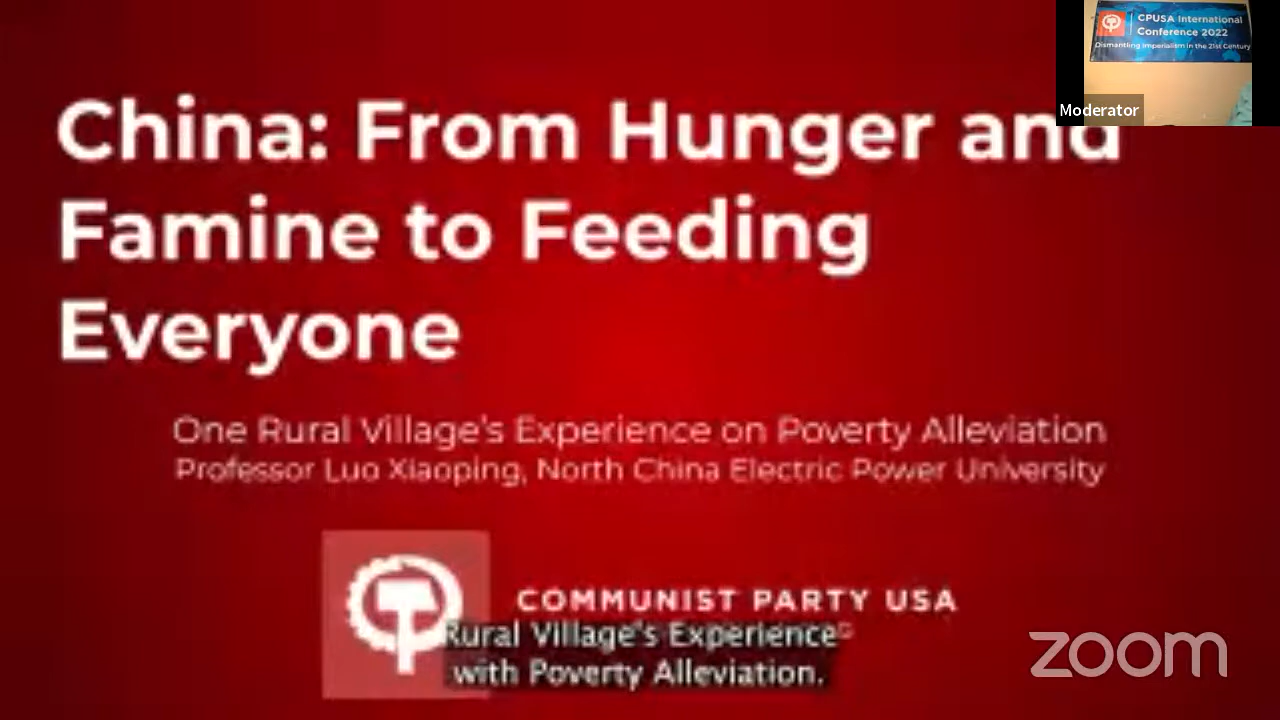 CPUSA International
Conference 2022
Dismantling Imperialism in the 21st Century
Moderator
China: From Hunger and
Famine to Feeding
Everyone
One Rural Village's Experience on Poverty Alleviation
Professor Luo Xiaoping, North China Electric Power University
COMMUNIST PARTY USA
Rural Village's Experience
with Poverty Alleviation.
zoom